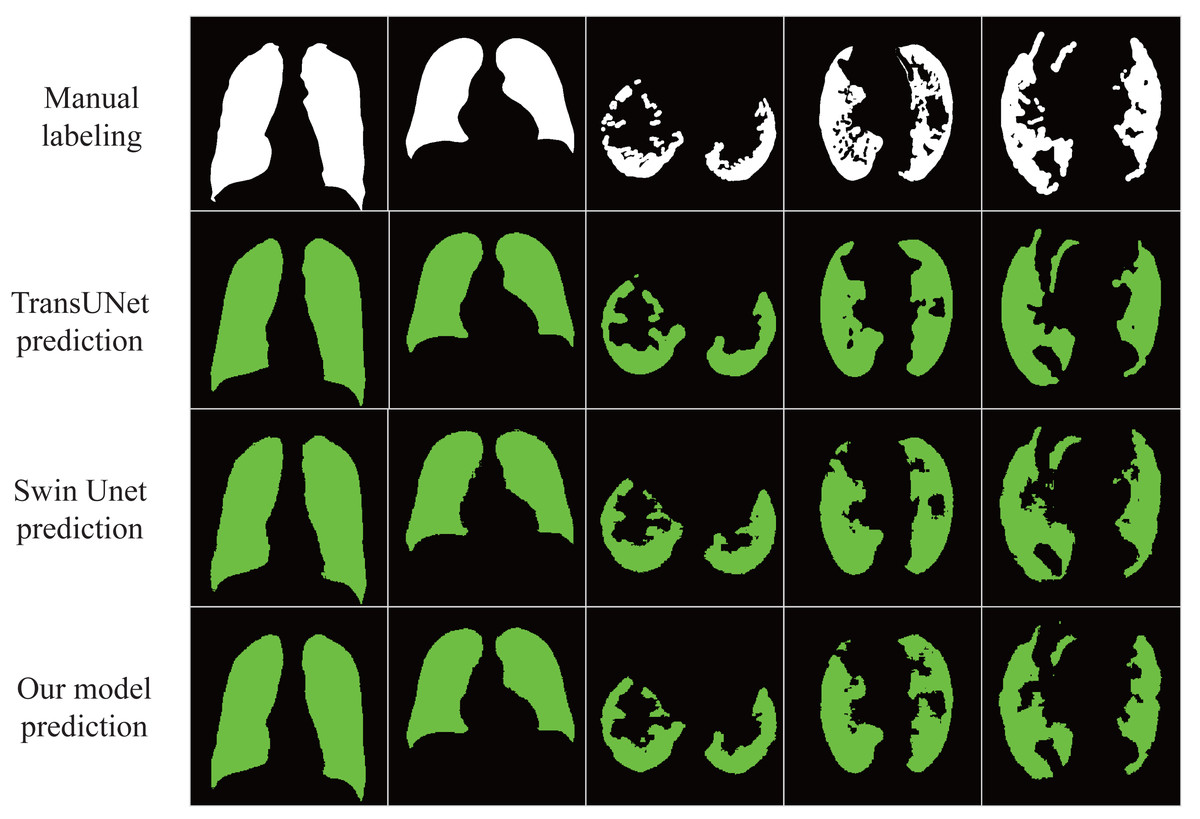 Manual
labeling
TransUNet
prediction
Swin Unet
prediction
Our model
prediction